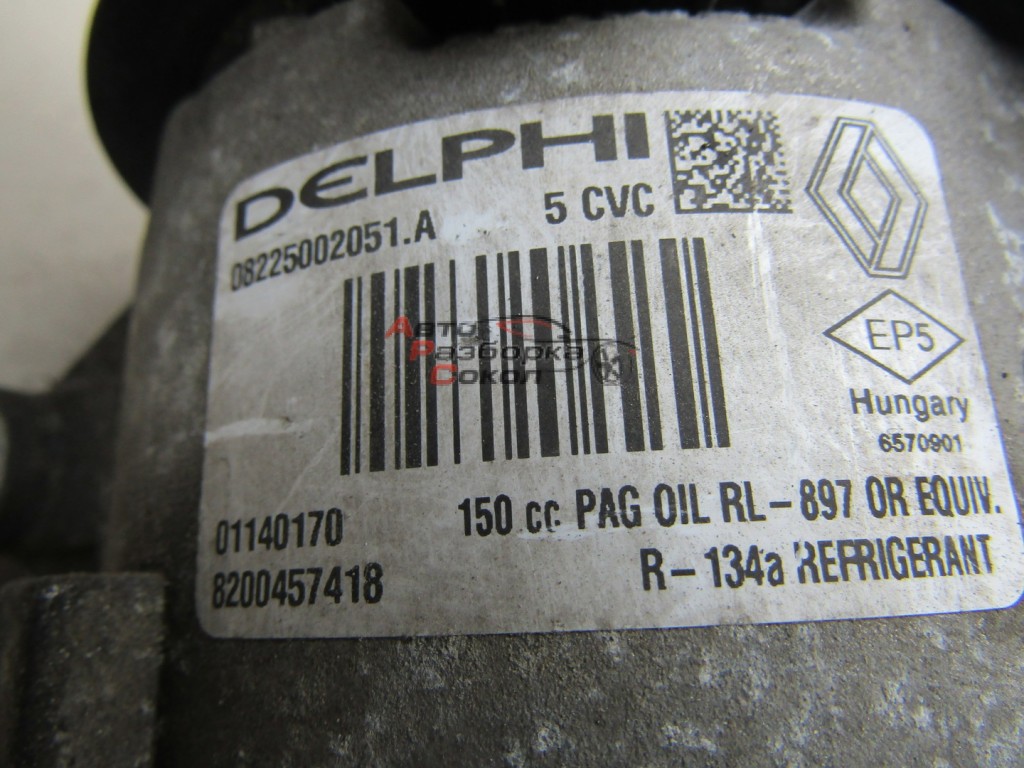 DELPHI
5 CVC
08225002051.A
EP5
Hungary
6570901
Авто
Разборка
Сокол
01140170
150 cc PAG OIL RL-897 OR EQUIV.
8200457418
R-134a REFRIGERANT